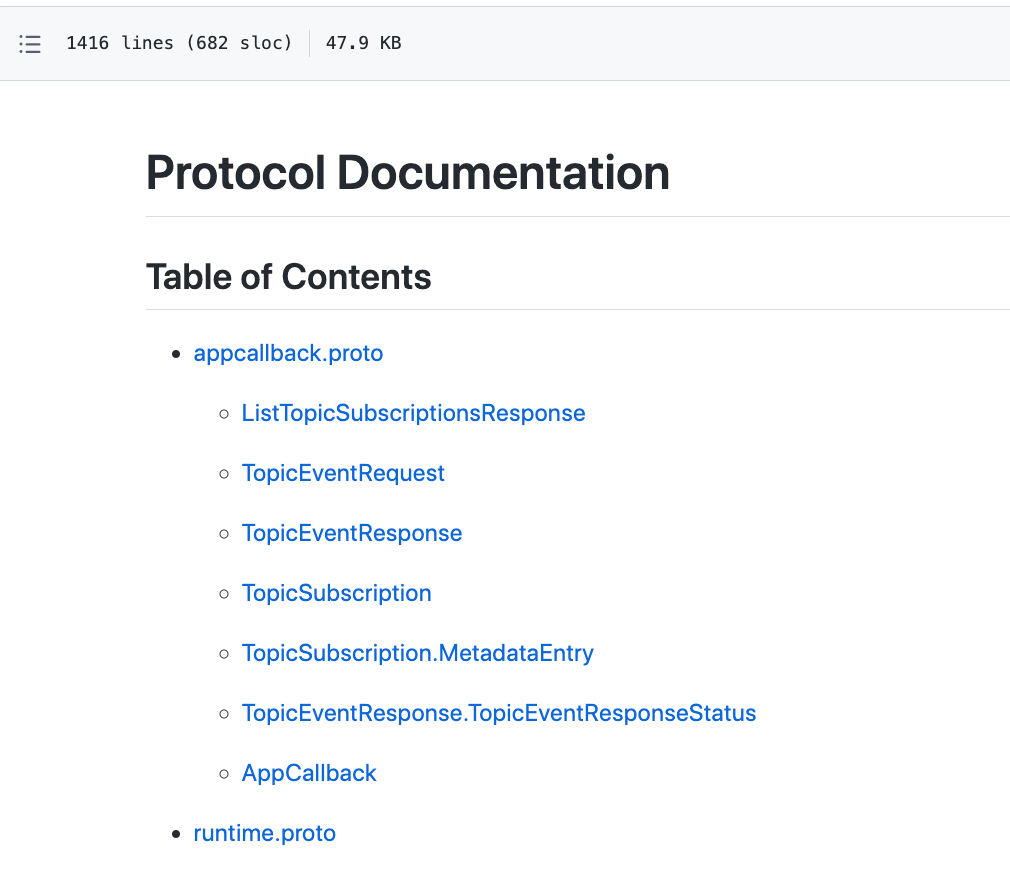 1416 lines (682 sloc) 47.9 KB
Protocol Documentation
Table of Contents
appcallback.proto
ListTopicSubscriptionsResponse
TopicEventRequest
TopicEventResponse
TopicSubscription
TopicSubscription.MetadataEntry
TopicEventResponse.TopicEventResponseStatus
AppCallback
runtime.proto